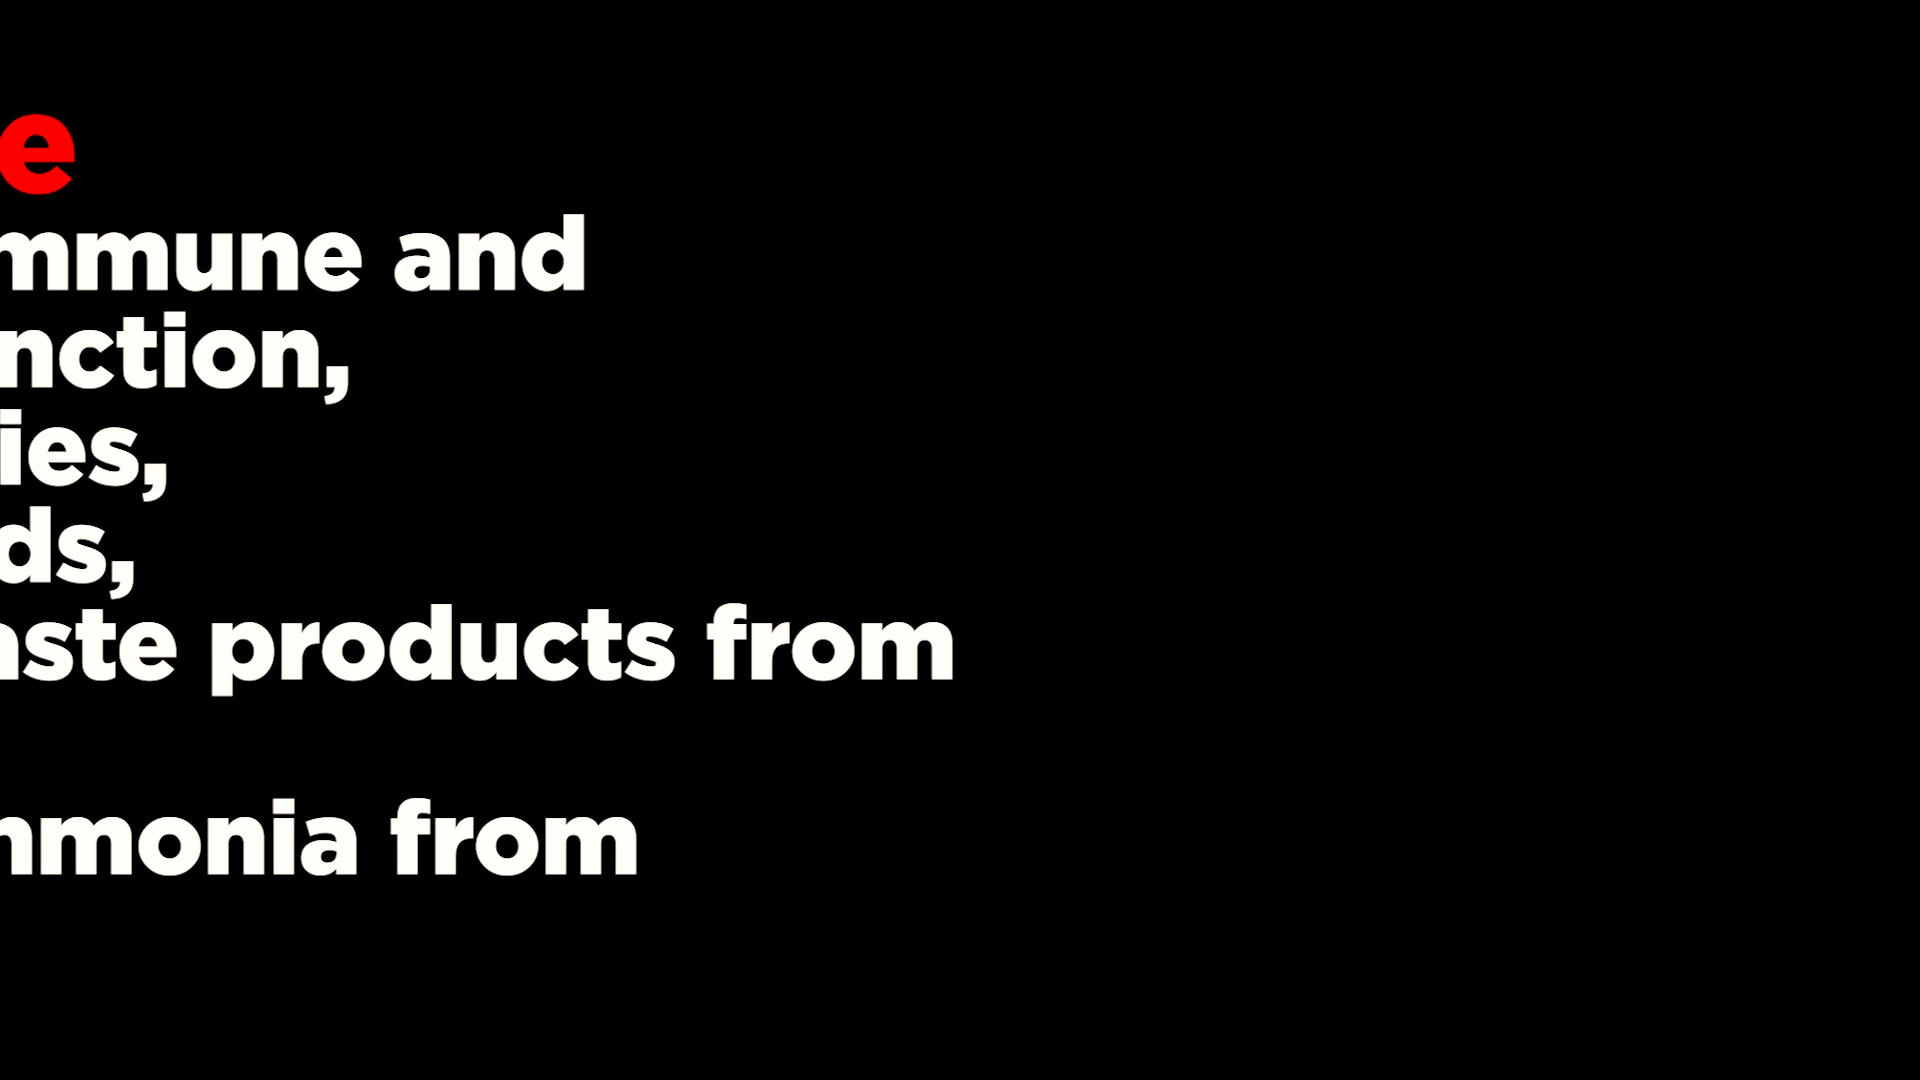 e
mmune and
nction,
ies,
ds,
aste products from
mmonia from